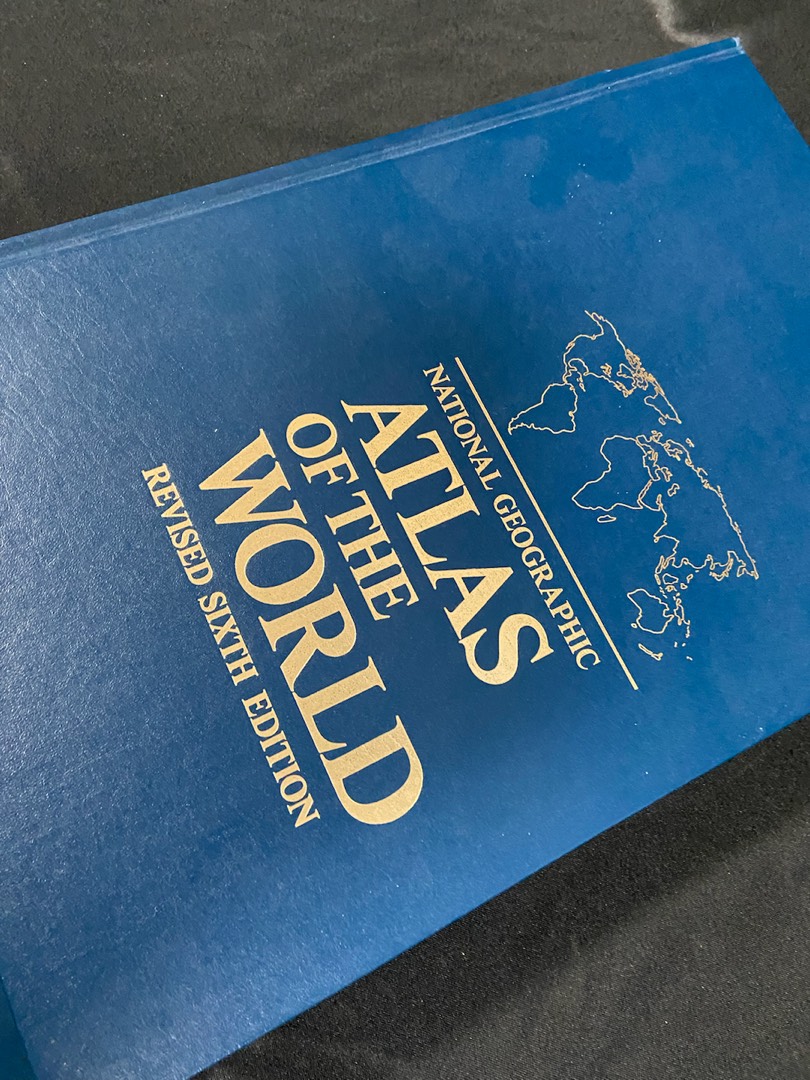 NATIONAL GEOGRAPHIC
ATLAS
OF THE
WORLD
REVISED SIXTH EDITION